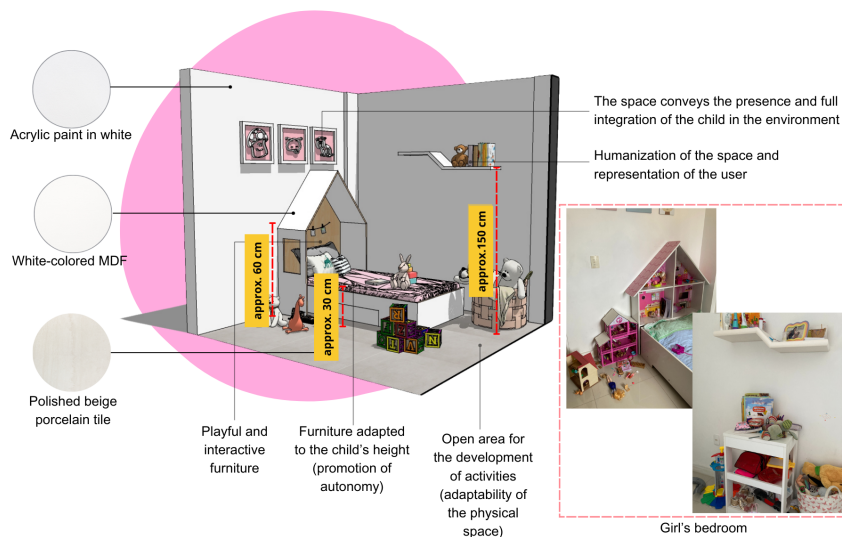 Acrylic paint in white
White-colored MDF
Polished beige
porcelain tile
approx. 60 cm
approx. 30 cm
approx.150 cm
The space conveys the presence and full
integration of the child in the environment
Humanization of the space and
representation of the user
Playful and
interactive
furniture
Furniture adapted
to the child's height
(promotion of
autonomy)
Open area for
the development
of activities
(adaptability of
the physical
space)
Girl's bedroom